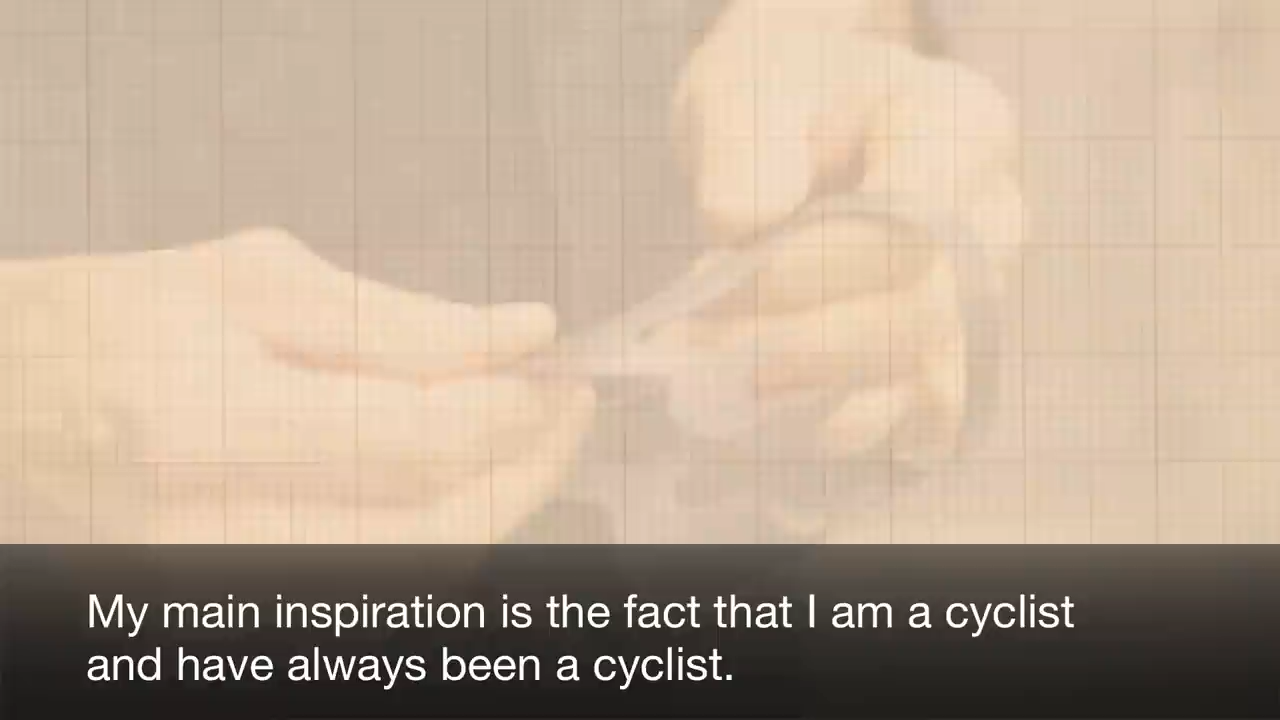 My main inspiration is the fact that I am a cyclist
and have always been a cyclist.